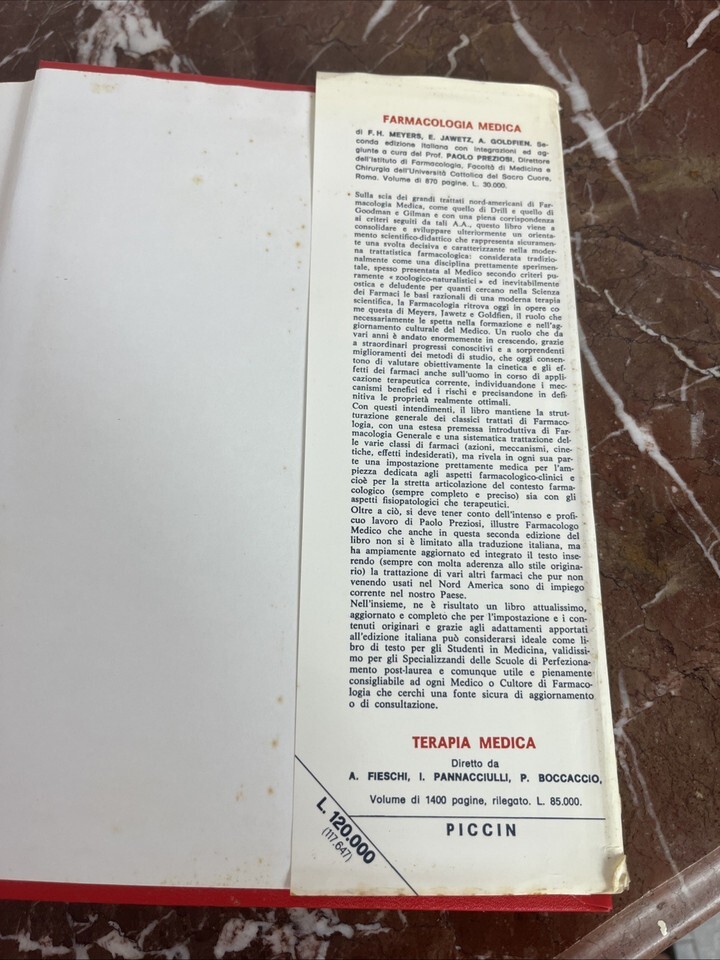 FARMACOLOGIA MEDICA
di F. H. MEYERS, E. JAWETZ, A. GOLDFIEN. Se-
conda edizione italiana con integrazioni ed ag-
giunte a cura del Prof. PAOLO PREZIOSI, Direttore
dell'Istituto di Farmacologia, Facoltà di Medicina e
Chirurgia dell'Università Cattolica del Sacro Cuore,
Roma. Volume di 870 pagine. L. 30.000.
Sulla scia dei grandi trattati nord-americani di Far-
macologia Medica, come quello di Drill e quello di
Goodman e Gilman e con una piena corrispondenza
ai criteri seguiti da tali A.A., questo libro viene a
consolidare e sviluppare ulteriormente un orienta-
mento scientifico-didattico che rappresenta sicuramen-
te una svolta decisiva e caratterizzante nella moder-
na trattatistica farmacologica: considerata tradizio-
nalmente come una disciplina prettamente sperimen-
tale, spesso presentata al Medico secondo criteri pu-
ramente « zoologico-naturalistici » ed inevitabilmente
ostica e deludente per quanti cercano nella Scienza
dei Farmaci le basi razionali di una moderna terapia
scientifica, la Farmacologia ritrova oggi in opere co-
me questa di Meyers, Jawetz e Goldfien, il ruolo che
necessariamente le spetta nella formazione e nell'ag-
giornamento culturale del Medico. Un ruolo che da
vari anni è andato enormemente in crescendo, grazie
a straordinari progressi conoscitivi e a sorprendenti
miglioramenti dei metodi di studio, che oggi consen-
tono di valutare obiettivamente la cinetica e gli ef-
fetti dei farmaci anche sull'uomo in corso di appli-
cazione terapeutica corrente, individuandone i mec-
canismi benefici ed i rischi e precisandone in defi-
nitiva le proprietà realmente ottimali.
Con questi intendimenti, il libro mantiene la strut-
turazione generale dei classici trattati di Farmaco-
logia, con una estesa premessa introduttiva di Far-
macologia Generale e una sistematica trattazione del-
le varie classi di farmaci (azioni, meccanismi, cine-
tiche, effetti indesiderati), ma rivela in ogni sua par-
te una impostazione prettamente medica per l'am-
piezza dedicata agli aspetti farmacologico-clinici e
cioè per la stretta articolazione del contesto farma-
cologico (sempre completo e preciso) sia con gli
aspetti fisiopatologici che terapeutici.
Oltre a ciò, si deve tener conto dell'intenso e profi-
cuo lavoro di Paolo Preziosi, illustre Farmacologo
Medico che anche in questa seconda edizione del
libro non si è limitato alla traduzione italiana, ma
ha ampiamente aggiornato ed integrato il testo inse-
rendo (sempre con molta aderenza allo stile origina-
rio) la trattazione di vari altri farmaci che pur non
venendo usati nel Nord America sono di impiego
corrente nel nostro Paese.
Nell'insieme, ne è risultato un libro attualissimo,
aggiornato e completo che per l'impostazione e i con-
tenuti originari e grazie agli adattamenti apportati
all'edizione italiana può considerarsi ideale come li-
bro di testo per gli Studenti in Medicina, validissi-
mo per gli Specializzandi delle Scuole di Perfeziona-
mento post-laurea e comunque utile e pienamente
consigliabile ad ogni Medico o Cultore di Farmaco-
logia che cerchi una fonte sicura di aggiornamento
o di consultazione.
TERAPIA MEDICA
Diretto da
A. FIESCHI, I. PANNACCIULLI, P. BOCCACCIO,
Volume di 1400 pagine, rilegato. L. 85.000.
PICCIN
L. 120.000
(117.647)